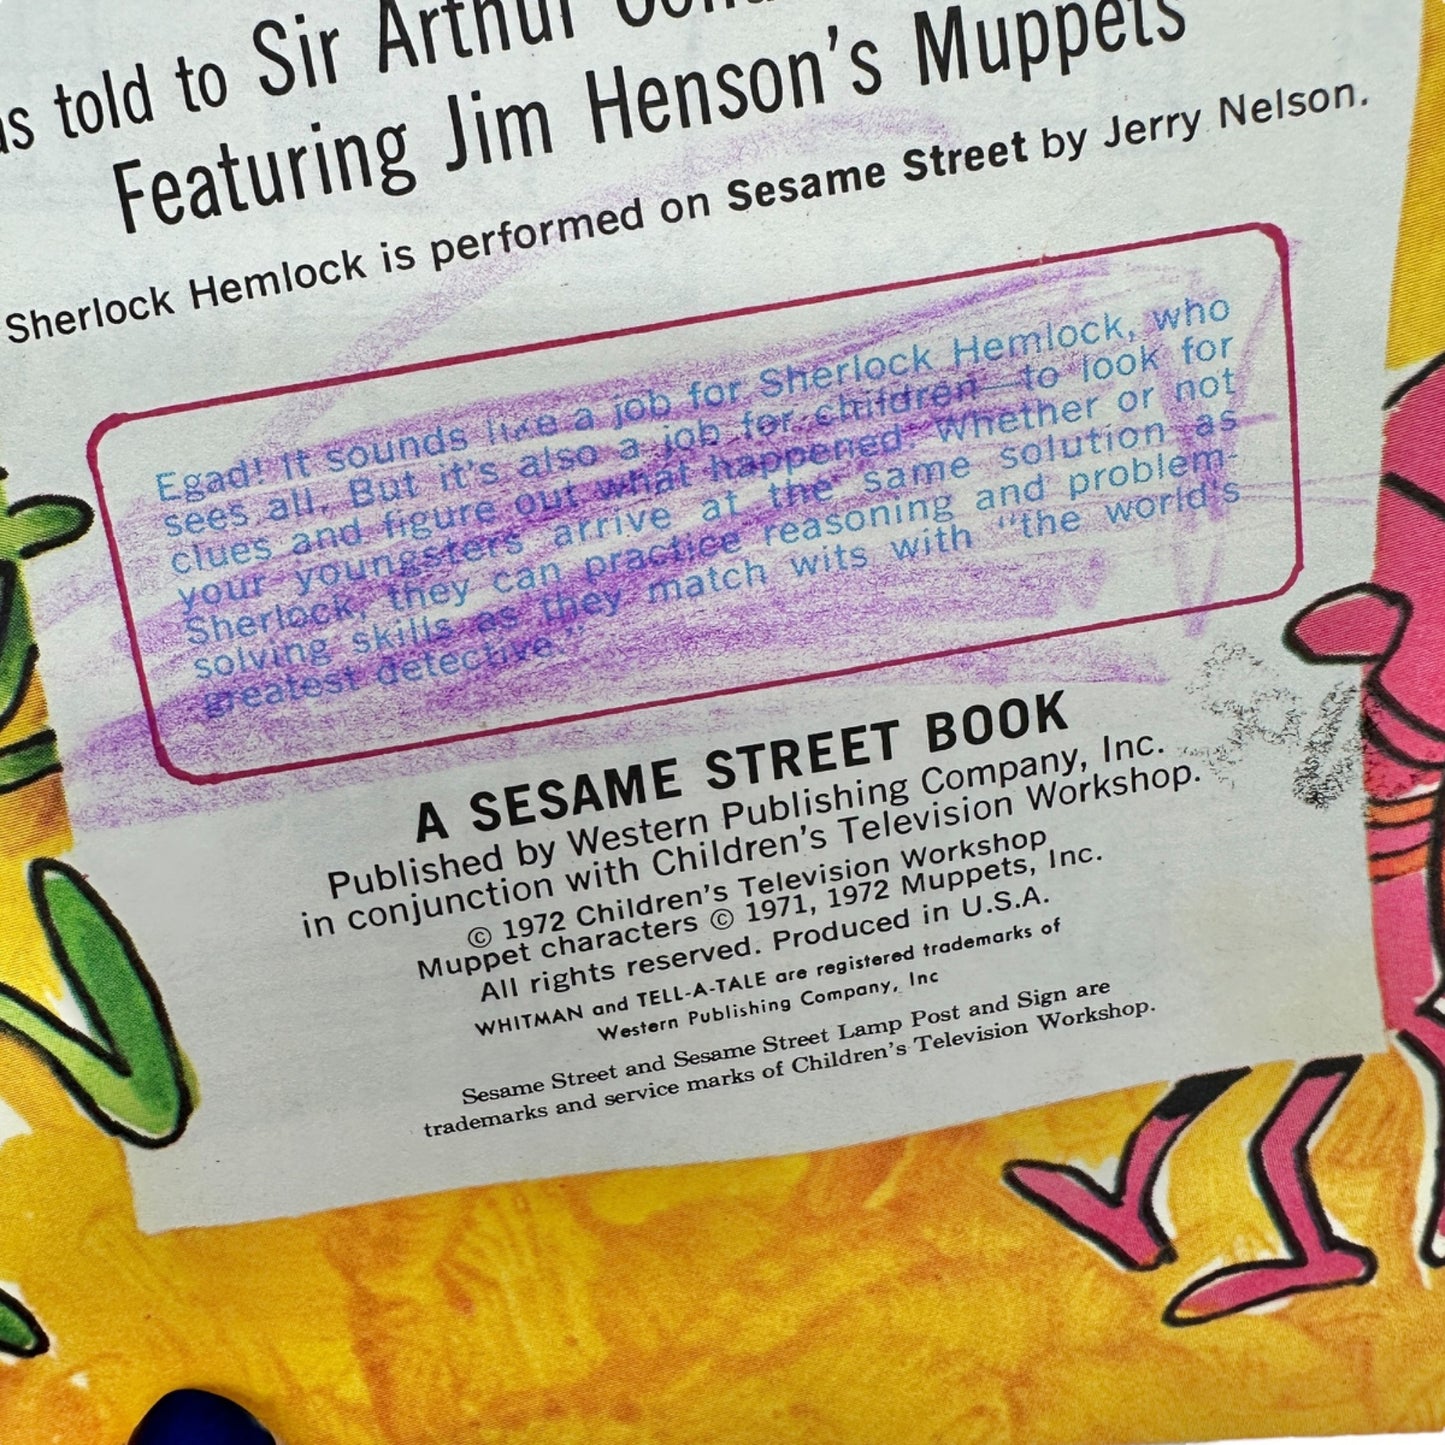 as told to Sir Arthur
Featuring Jim Henson's Muppets
Sherlock Hemlock is performed on Sesame Street by Jerry Nelson.
Egad! It sounds like a job for Sherlock Hemlock, who
sees all. But it's also a job for children—to look for
clues and figure out what happened. Whether or not
your youngsters arrive at the same solution as
Sherlock, they can practice reasoning and problem-
solving skills as they match wits with "the world's
greatest detective."
A SESAME STREET BOOK
Published by Western Publishing Company, Inc.
in conjunction with Children's Television Workshop.
© 1972 Children's Television Workshop
Muppet characters © 1971, 1972 Muppets, Inc.
All rights reserved. Produced in U.S.A.
WHITMAN and TELL-A-TALE are registered trademarks of
Western Publishing Company, Inc
Sesame Street and Sesame Street Lamp Post and Sign are
trademarks and service marks of Children's Television Workshop.